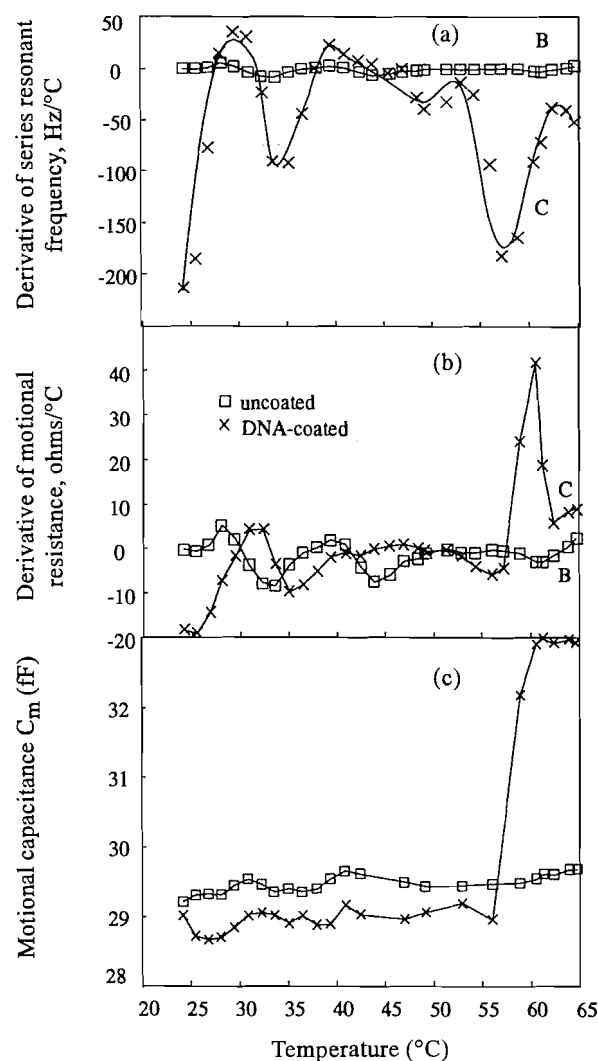 Derivative of series resonant
frequency, Hz/°C
50
0
-50
-100
-150
-200
(a)
B
C
Derivative of motional
resistance, ohms/°C
40
30
20
10
0
-10
-20
(b)
uncoated
DNA-coated
C
B
Motional capacitance Cm (fF)
32
31
30
29
28
(c)
20 25 30 35 40 45 50 55 60 65
Temperature (°C)